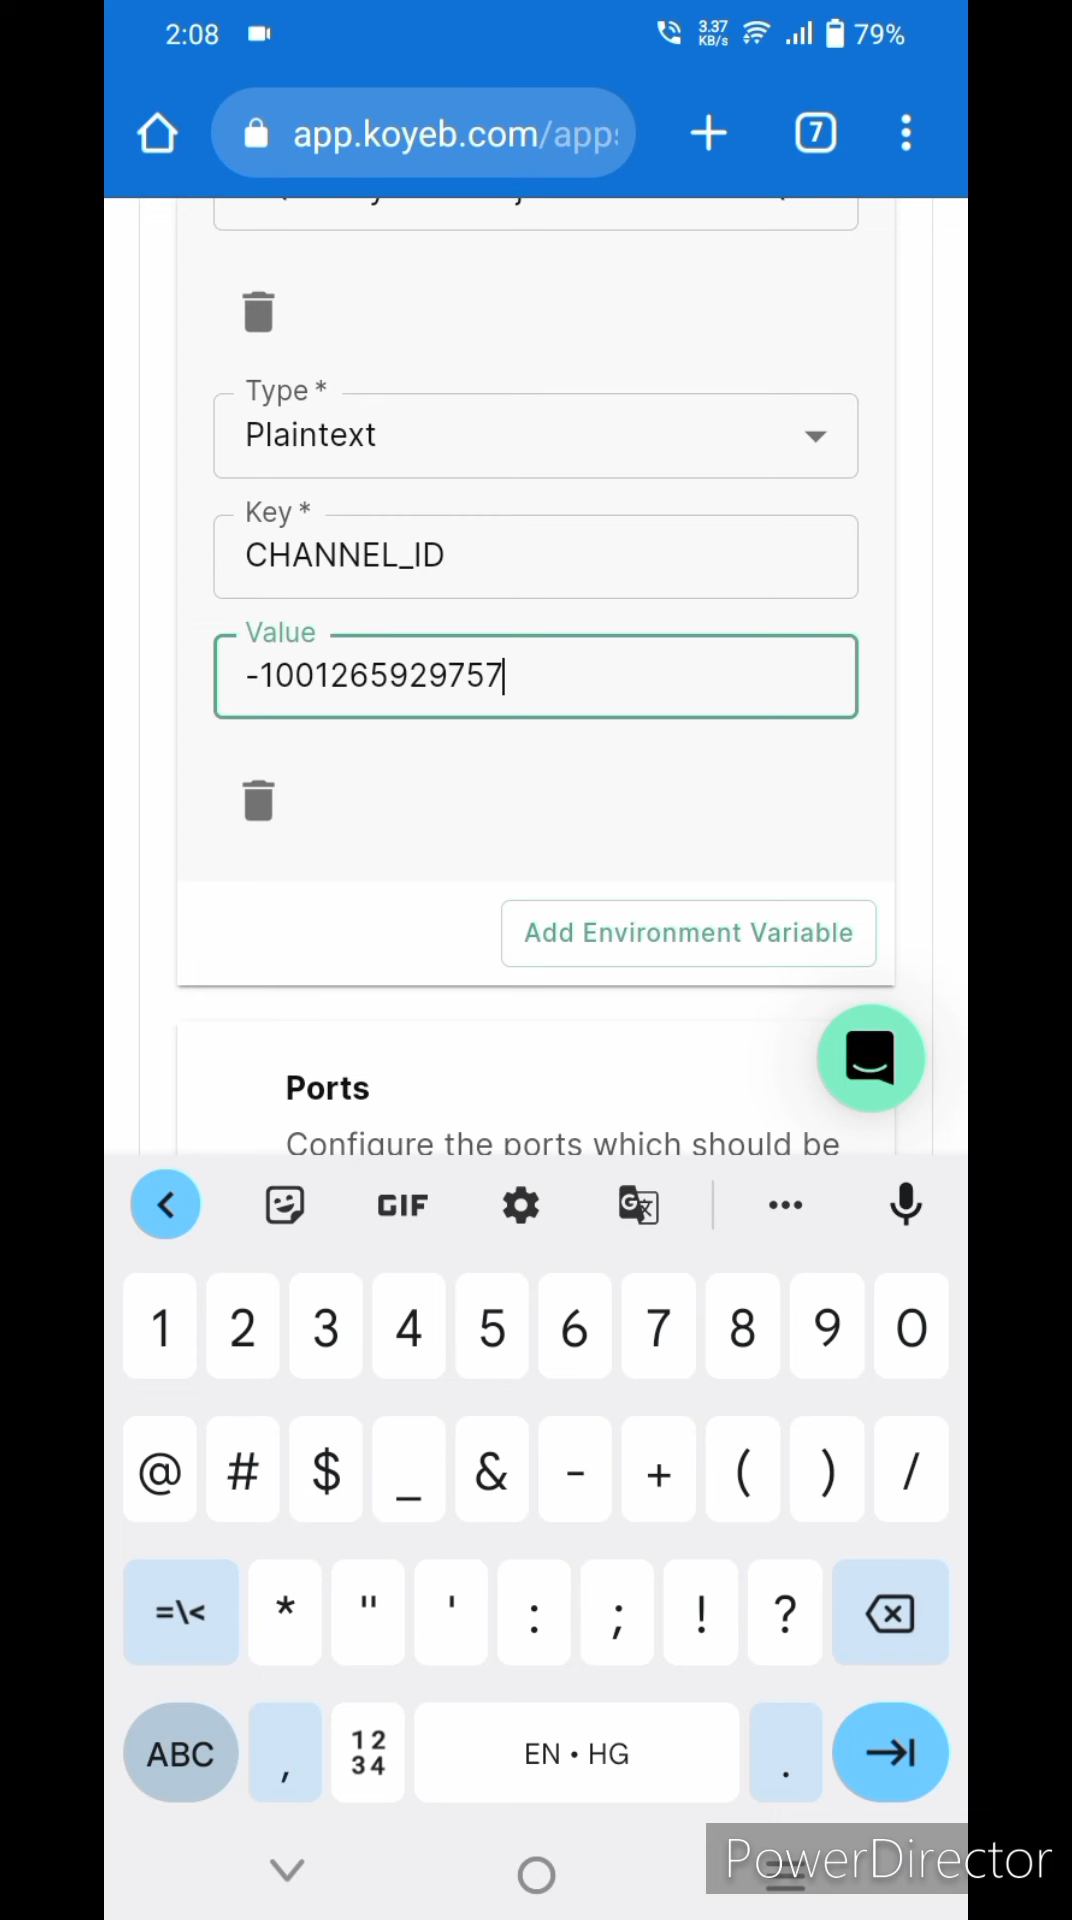 2:08 3.37 KB/s 79%
app.koyeb.com/apps
7
Type *
Plaintext
Key *
CHANNEL_ID
Value
-1001265929757
Add Environment Variable
Ports
Configure the ports which should be
GIF G
1 2 3 4 5 6 7 8 9 0
@ # $ _ & - + ( ) /
=\< * " ' : ; ! ?
ABC , 12 34 EN • HG .
PowerDirector